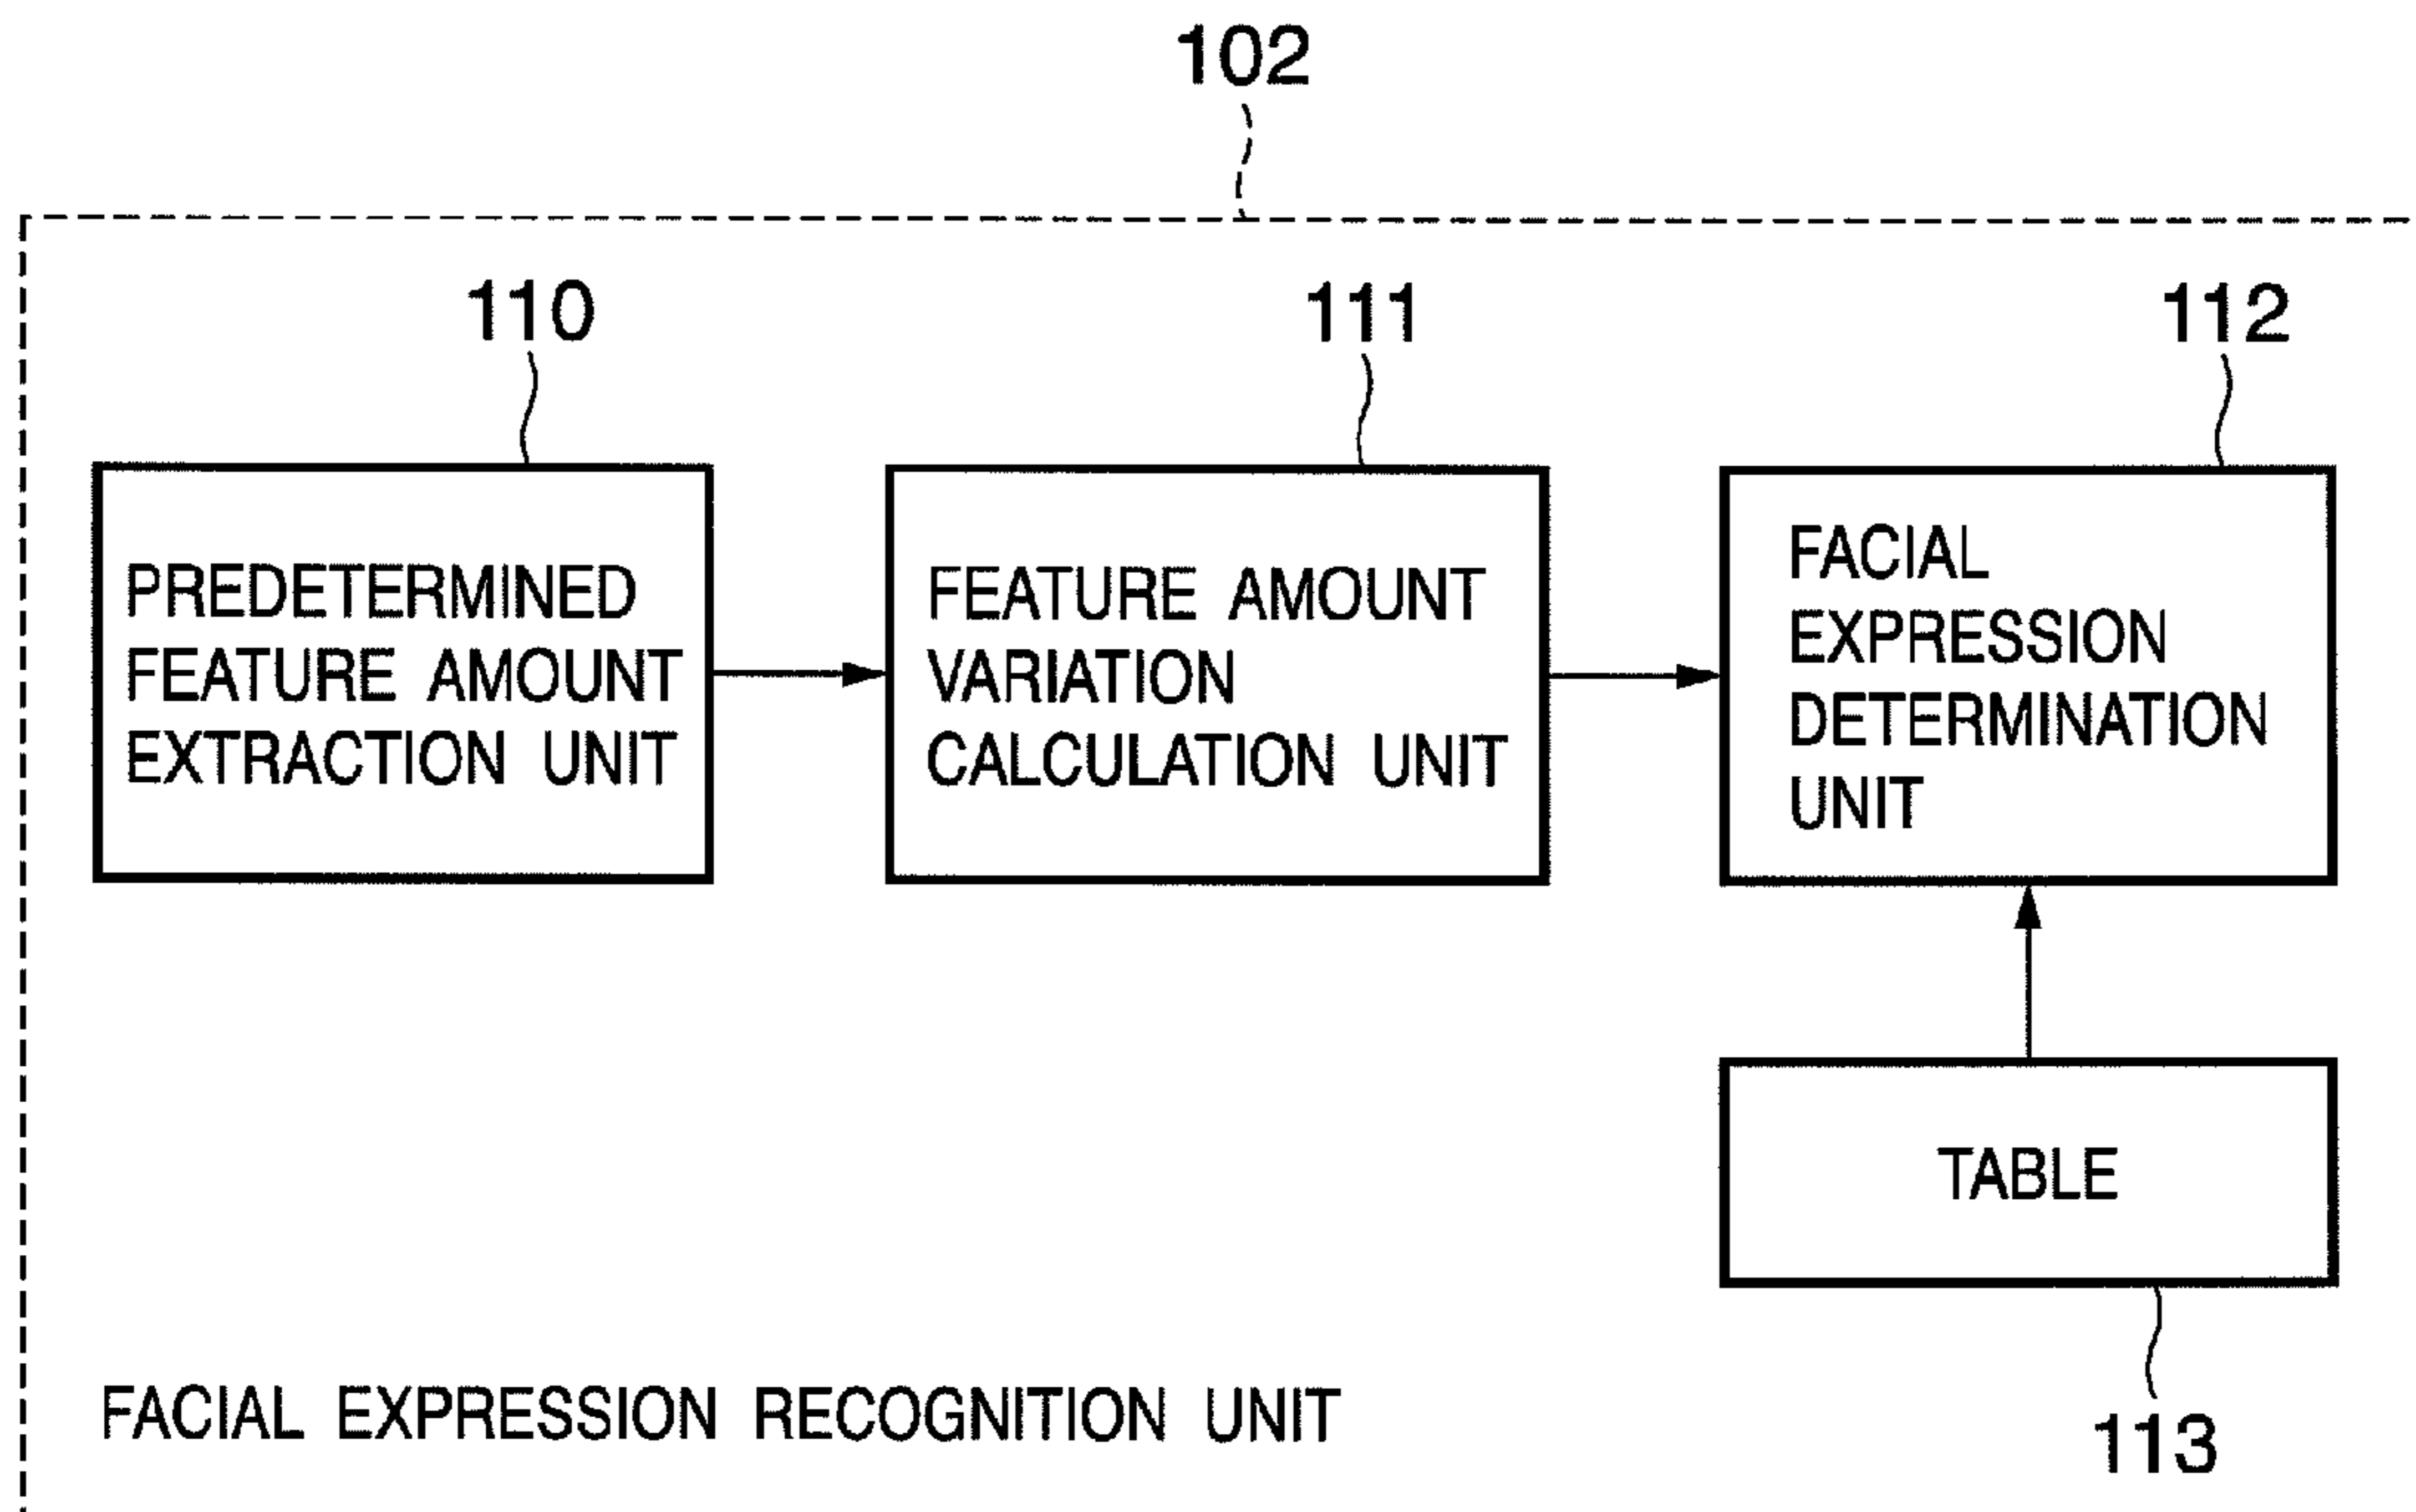 102
110
111
112
PREDETERMINED
FEATURE AMOUNT
EXTRACTION UNIT
FEATURE AMOUNT
VARIATION
CALCULATION UNIT
FACIAL
EXPRESSION
DETERMINATION
UNIT
TABLE
FACIAL EXPRESSION RECOGNITION UNIT
113